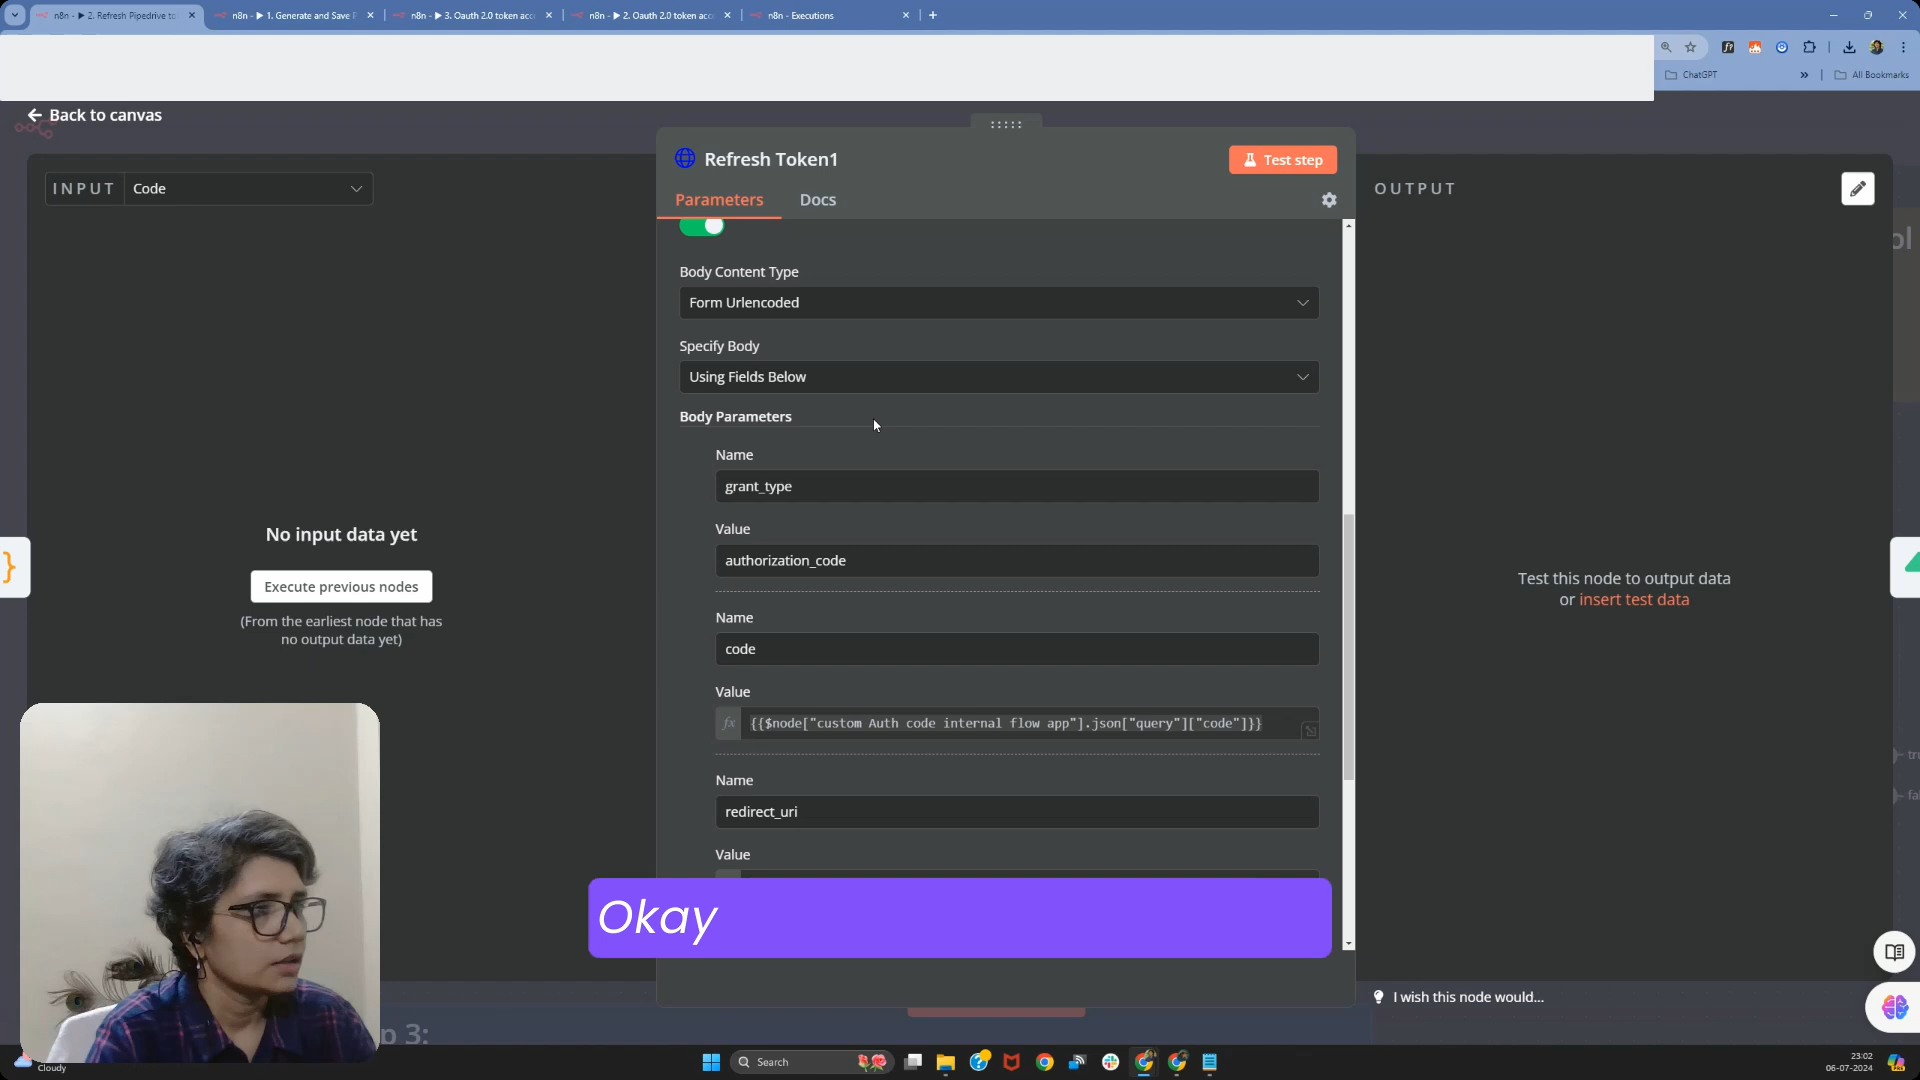 n8n - ▶ 2. Refresh Pipedrive to
n8n - ▶ 1. Generate and Save P
n8n - ▶ 3. Oauth 2.0 token acc
n8n - ▶ 2. Oauth 2.0 token acc
n8n - Executions
ChatGPT
»
All Bookmarks
Back to canvas
INPUT
Code
Refresh Token1
Test step
Parameters
Docs
OUTPUT
Body Content Type
Form Urlencoded
Specify Body
Using Fields Below
Body Parameters
Name
grant_type
Value
authorization_code
Name
code
Value
fx {{$node["custom Auth code internal flow app"].json["query"]["code"]}}
Name
redirect_uri
Value
No input data yet
Execute previous nodes
(From the earliest node that has
no output data yet)
Test this node to output data
or insert test data
Okay
I wish this node would...
p 3:
Cloudy
Search
23:02
06-07-2024